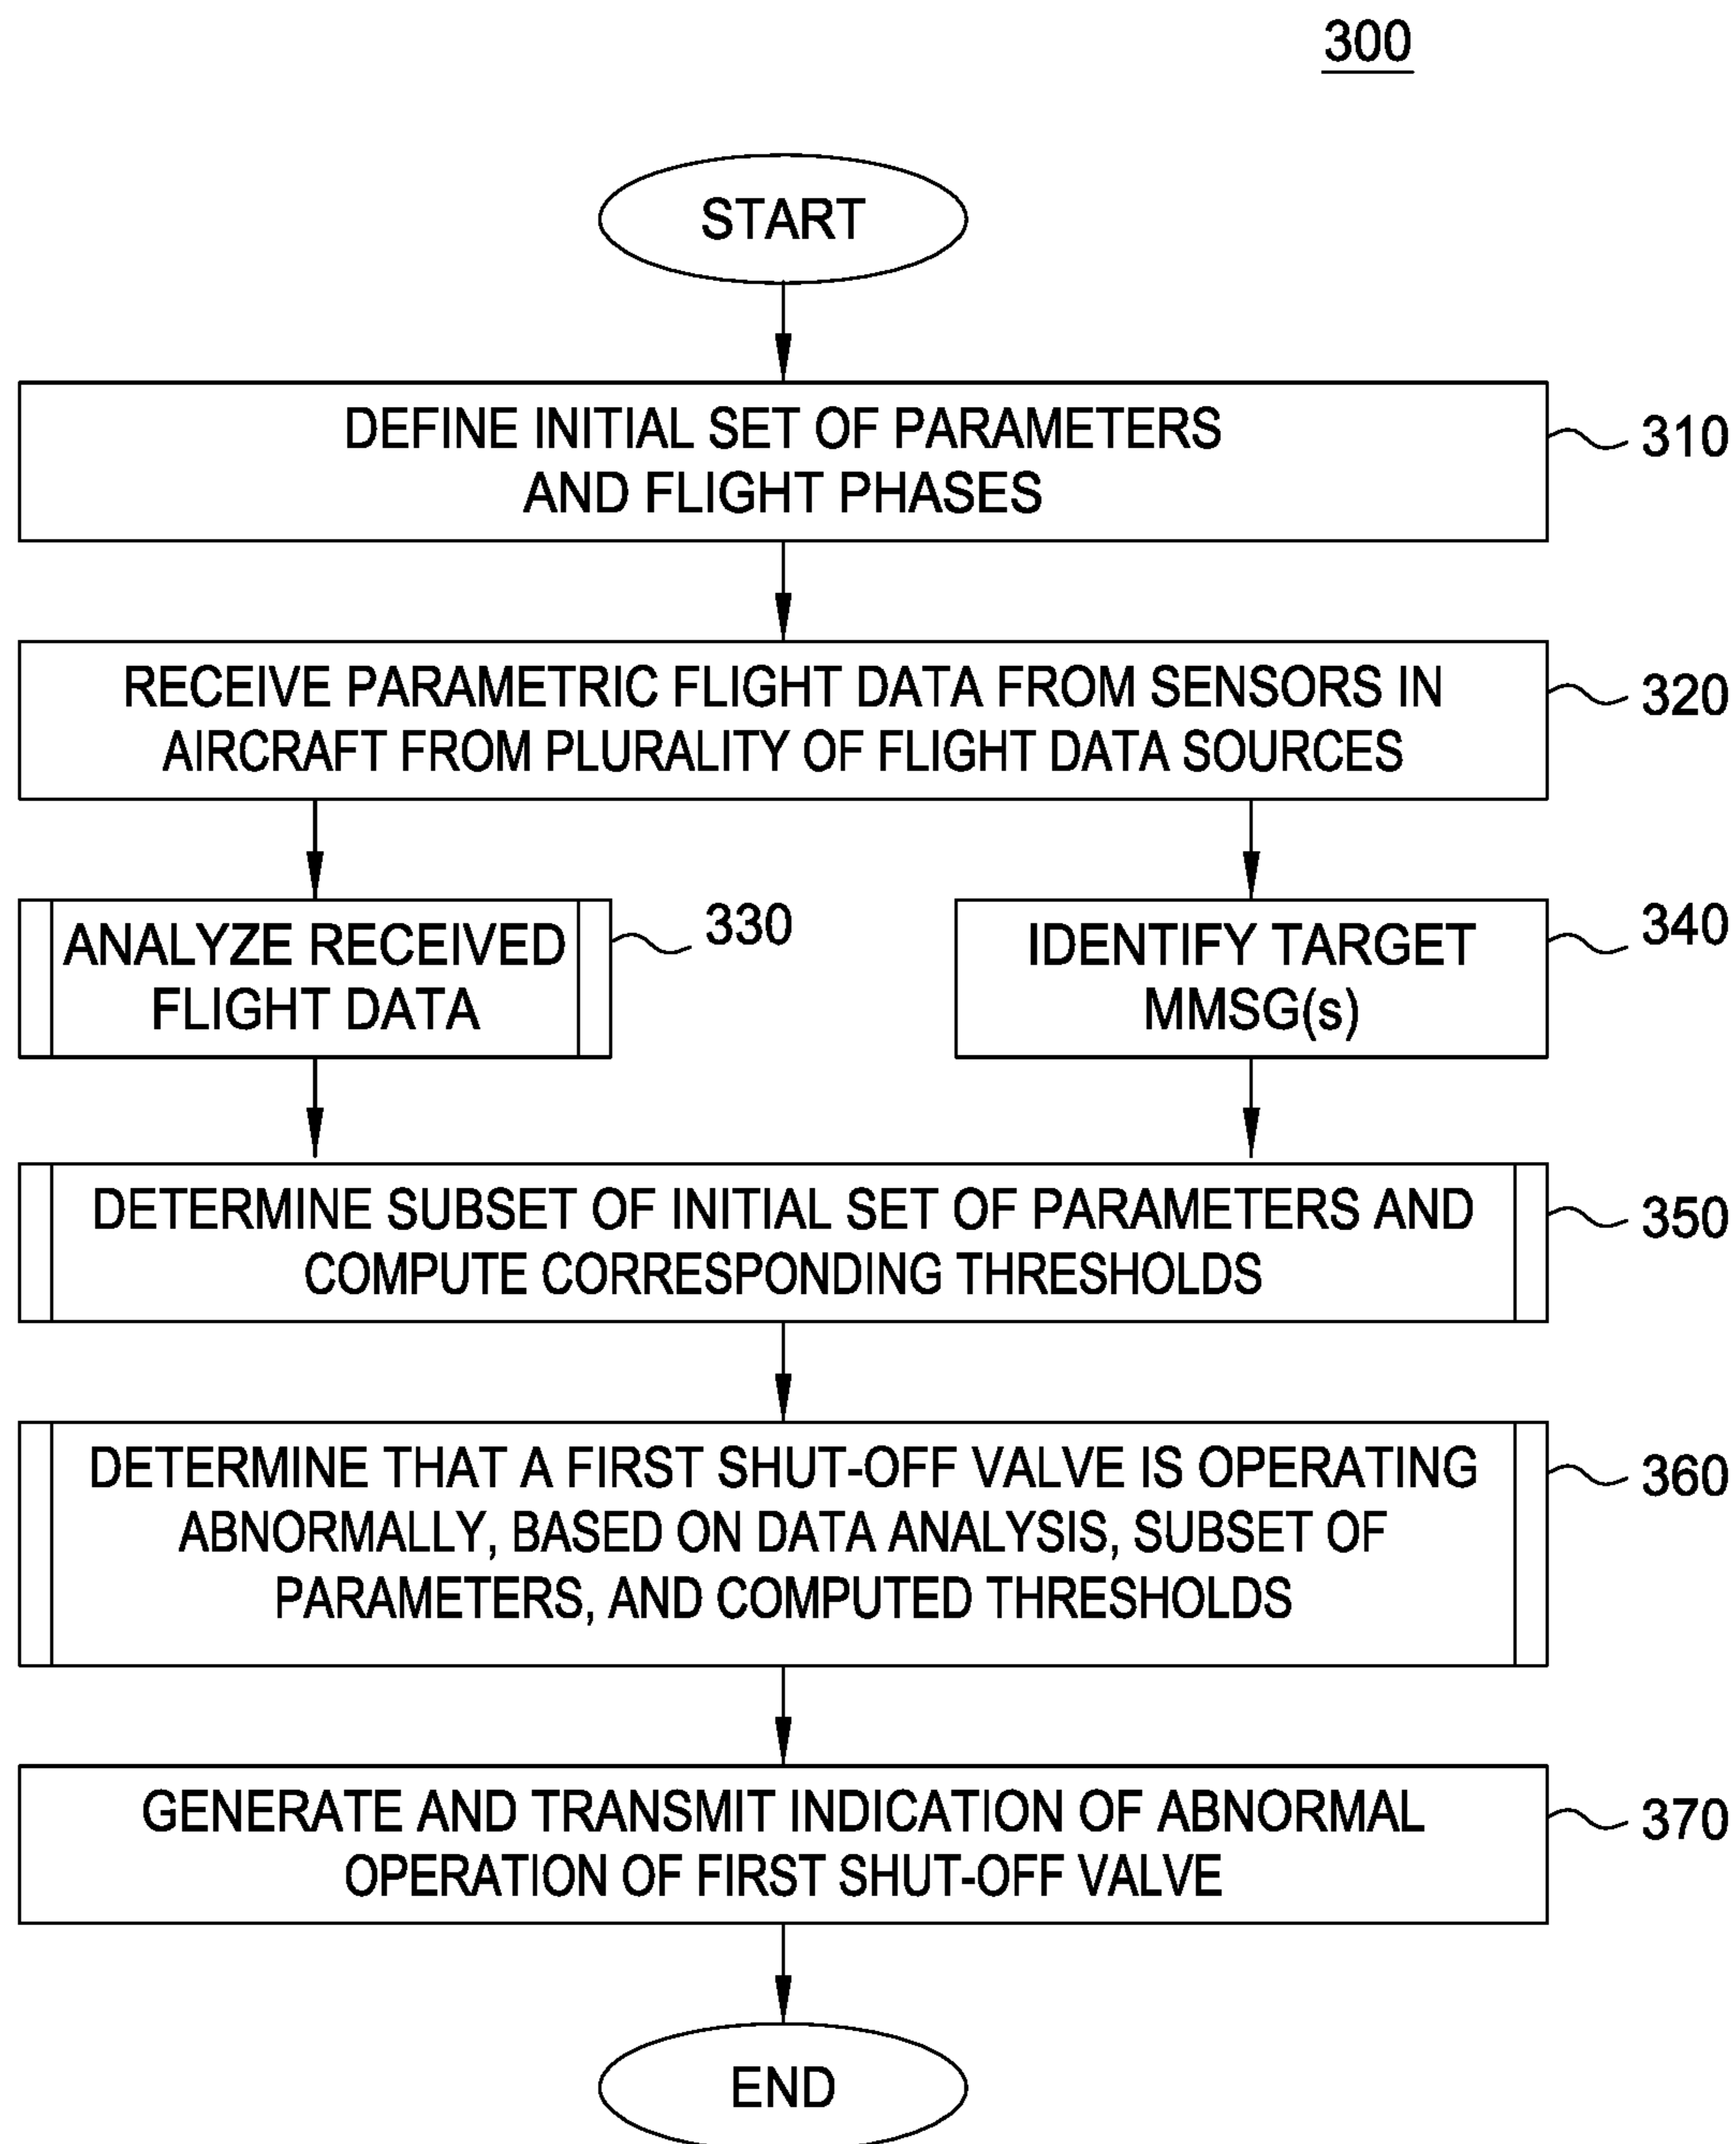 300
START
DEFINE INITIAL SET OF PARAMETERS
AND FLIGHT PHASES
310
RECEIVE PARAMETRIC FLIGHT DATA FROM SENSORS IN
AIRCRAFT FROM PLURALITY OF FLIGHT DATA SOURCES
320
ANALYZE RECEIVED
FLIGHT DATA
330
IDENTIFY TARGET
MMSG(s)
340
DETERMINE SUBSET OF INITIAL SET OF PARAMETERS AND
COMPUTE CORRESPONDING THRESHOLDS
350
DETERMINE THAT A FIRST SHUT-OFF VALVE IS OPERATING
ABNORMALLY, BASED ON DATA ANALYSIS, SUBSET OF
PARAMETERS, AND COMPUTED THRESHOLDS
360
GENERATE AND TRANSMIT INDICATION OF ABNORMAL
OPERATION OF FIRST SHUT-OFF VALVE
370
END